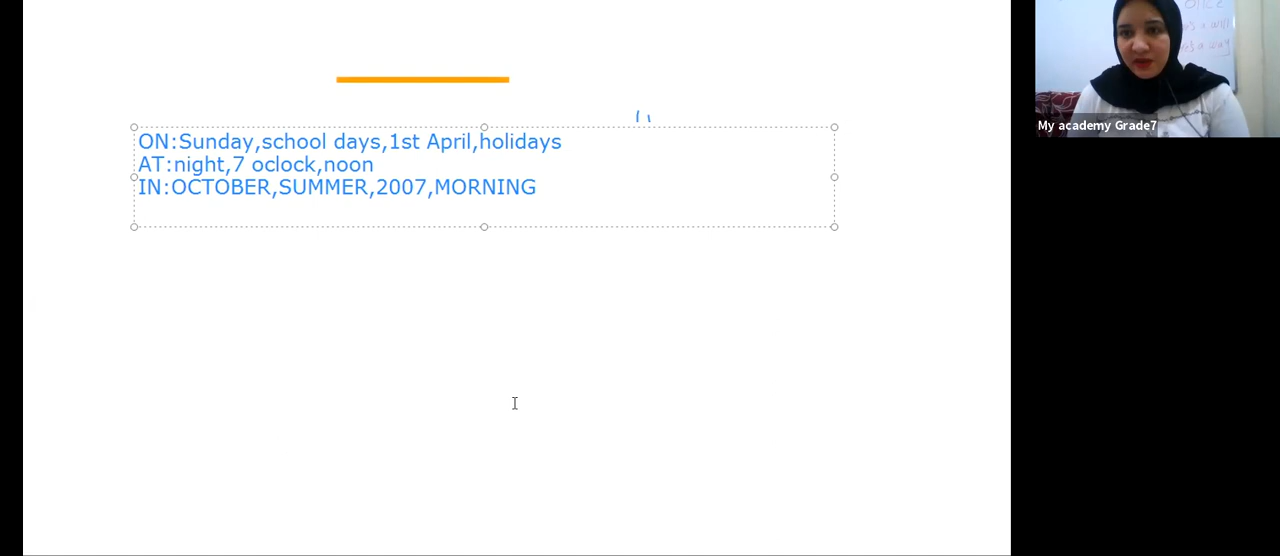 ON:Sunday,school days,1st April,holidays
AT:night,7 oclock,noon
IN:OCTOBER,SUMMER,2007,MORNING
My academy Grade7